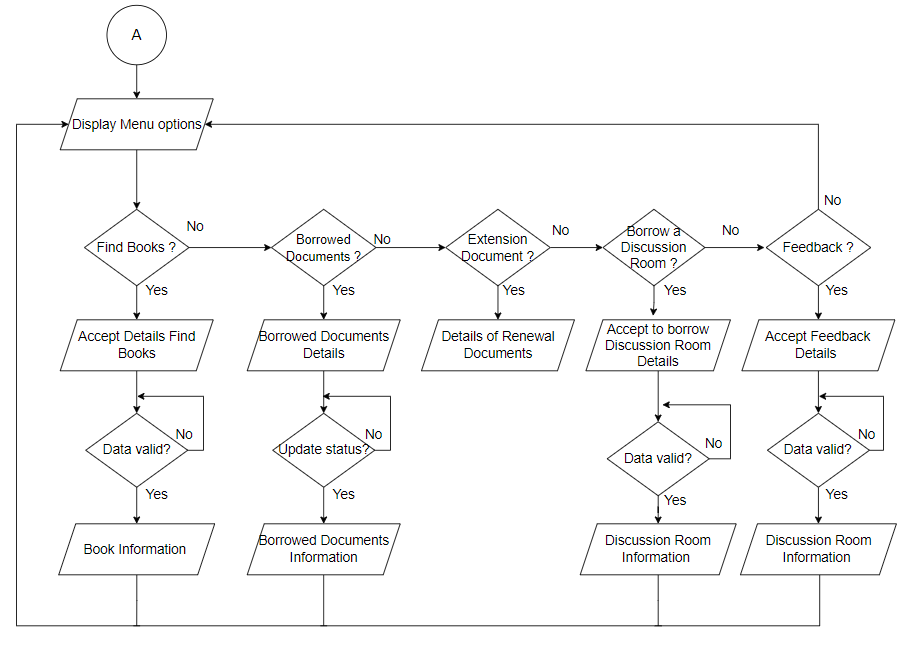 A
Display Menu options
No
Find Books ?
No
Borrowed
Documents ?
No
Extension
Document ?
No
Borrow a
Discussion
Room ?
No
Feedback ?
Yes
Yes
Yes
Yes
Yes
Accept Details Find
Books
Borrowed Documents
Details
Details of Renewal
Documents
Accept to borrow
Discussion Room
Details
Accept Feedback
Details
Data valid?
No
Update status?
No
Data valid?
No
Data valid?
No
Yes
Yes
Yes
Yes
Book Information
Borrowed Documents
Information
Discussion Room
Information
Discussion Room
Information